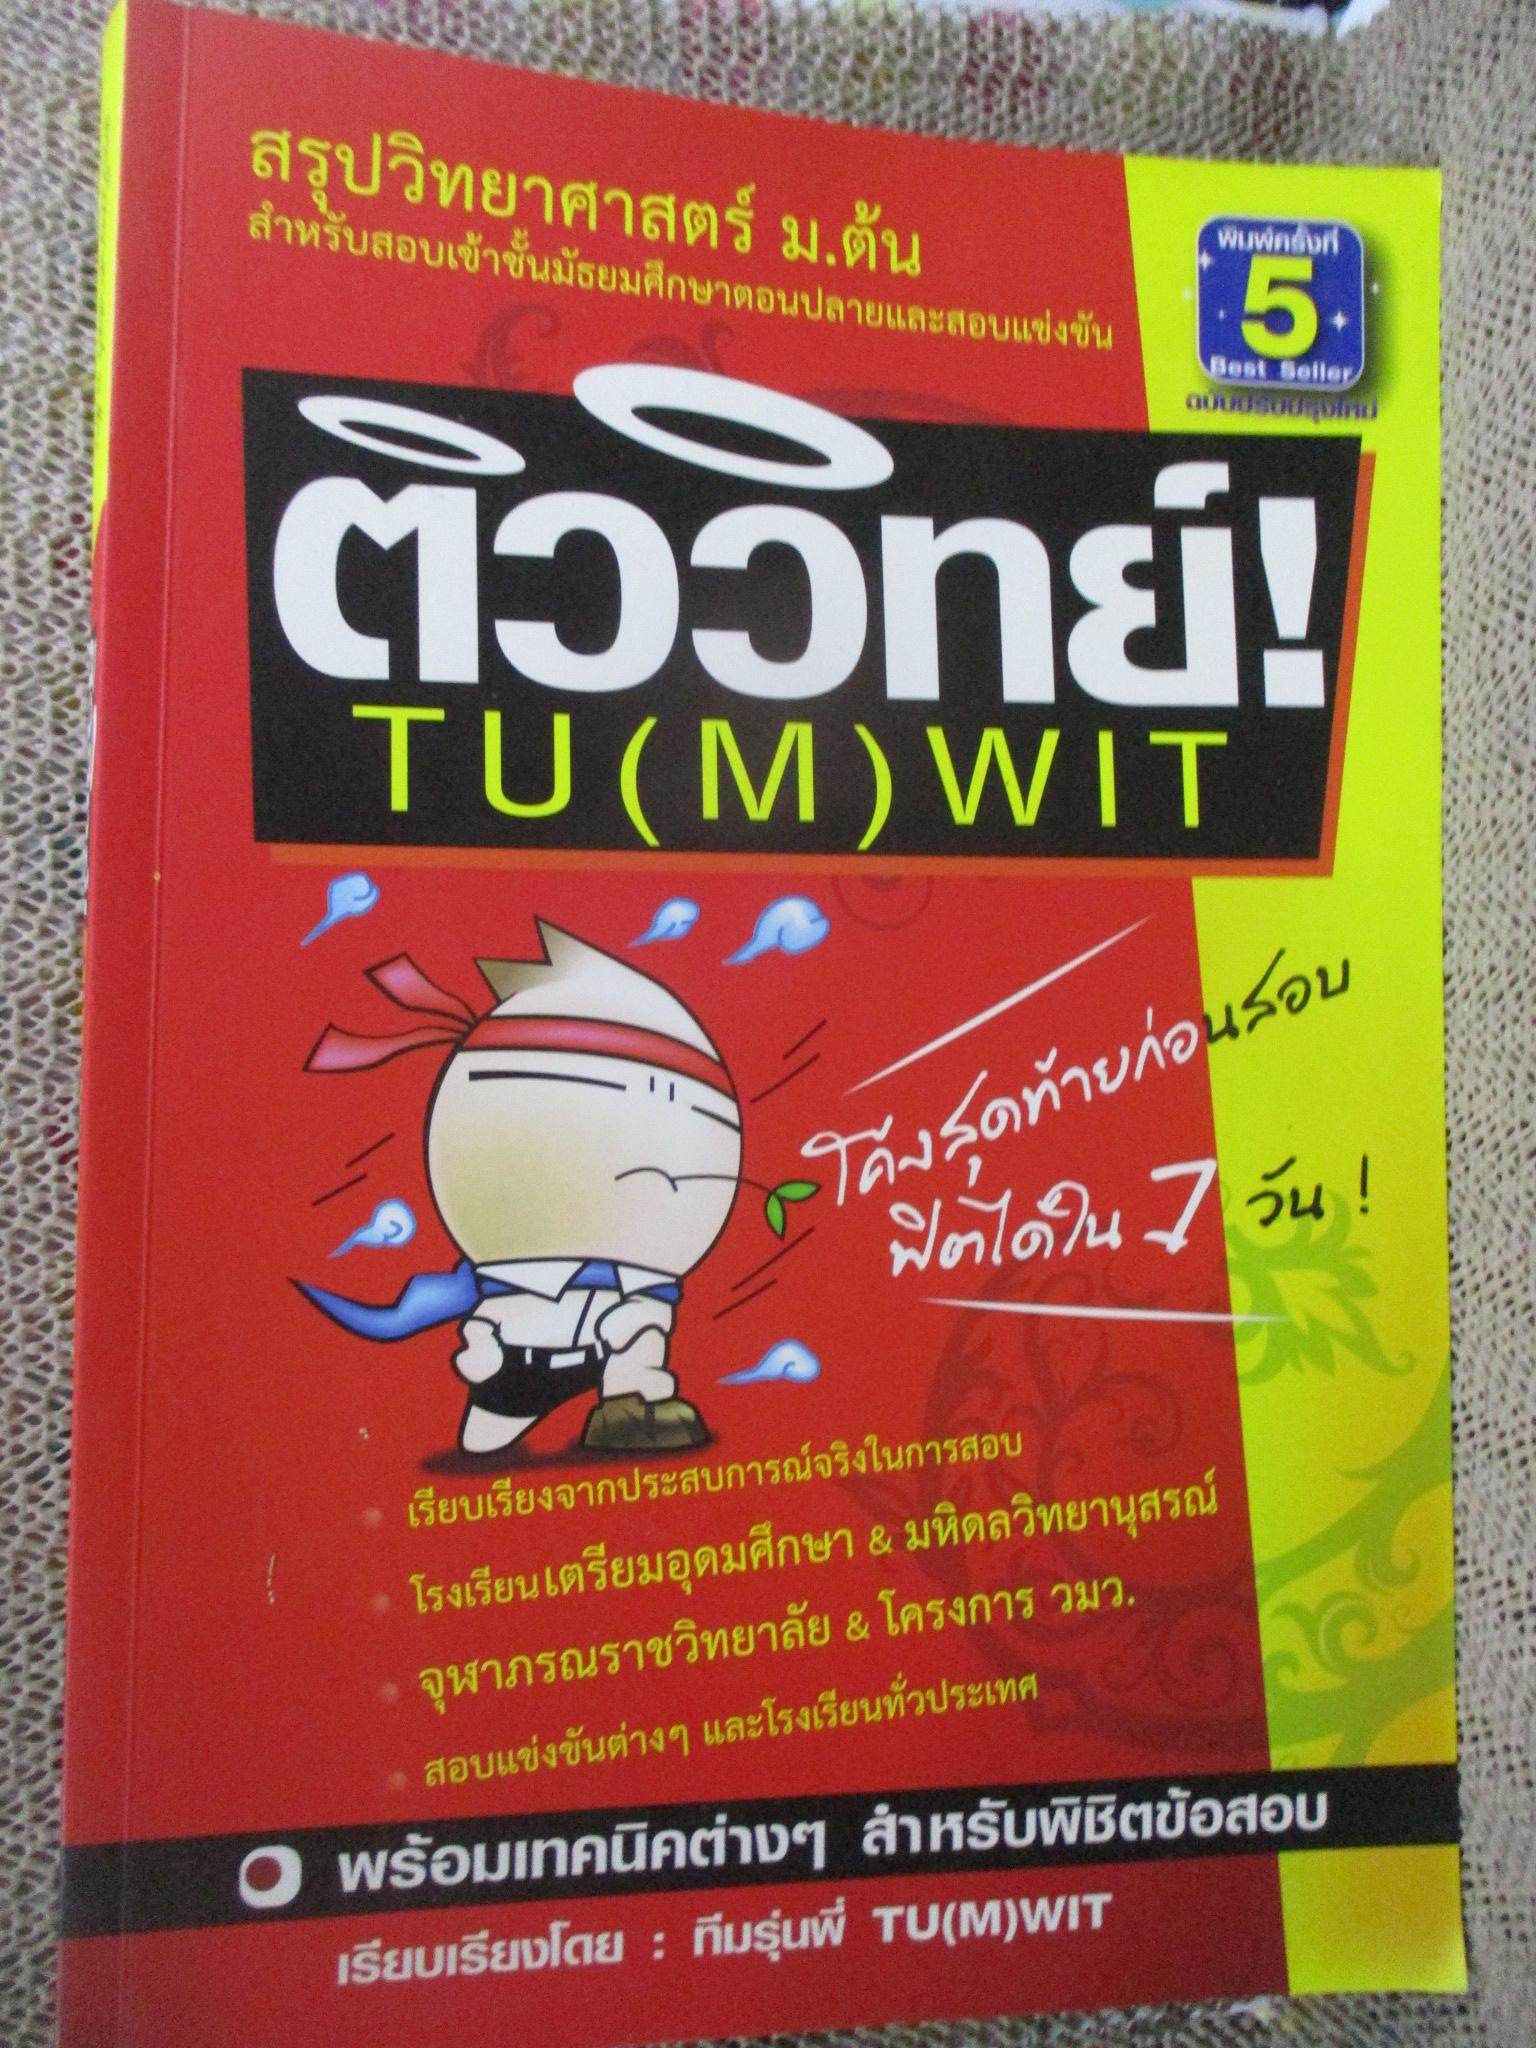 สรุปวิทยาศาสตร์ ม.ต้น
สำหรับสอบเข้าชั้นมัธยมศึกษาตอนปลายและสอบแข่งขัน
พิมพ์ครั้งที่
5
Best Seller
ฉบับปรับปรุงใหม่
ติววิทย์!
TU(M)WIT
โค้งสุดท้ายก่อนสอบ
ฟิตได้ใน 7 วัน !
เรียบเรียงจากประสบการณ์จริงในการสอบ
โรงเรียนเตรียมอุดมศึกษา & มหิดลวิทยานุสรณ์
จุฬาภรณราชวิทยาลัย & โครงการ วมว.
สอบแข่งขันต่างๆ และโรงเรียนทั่วประเทศ
พร้อมเทคนิคต่างๆ สำหรับพิชิตข้อสอบ
เรียบเรียงโดย : ทีมรุ่นพี่ TU(M)WIT